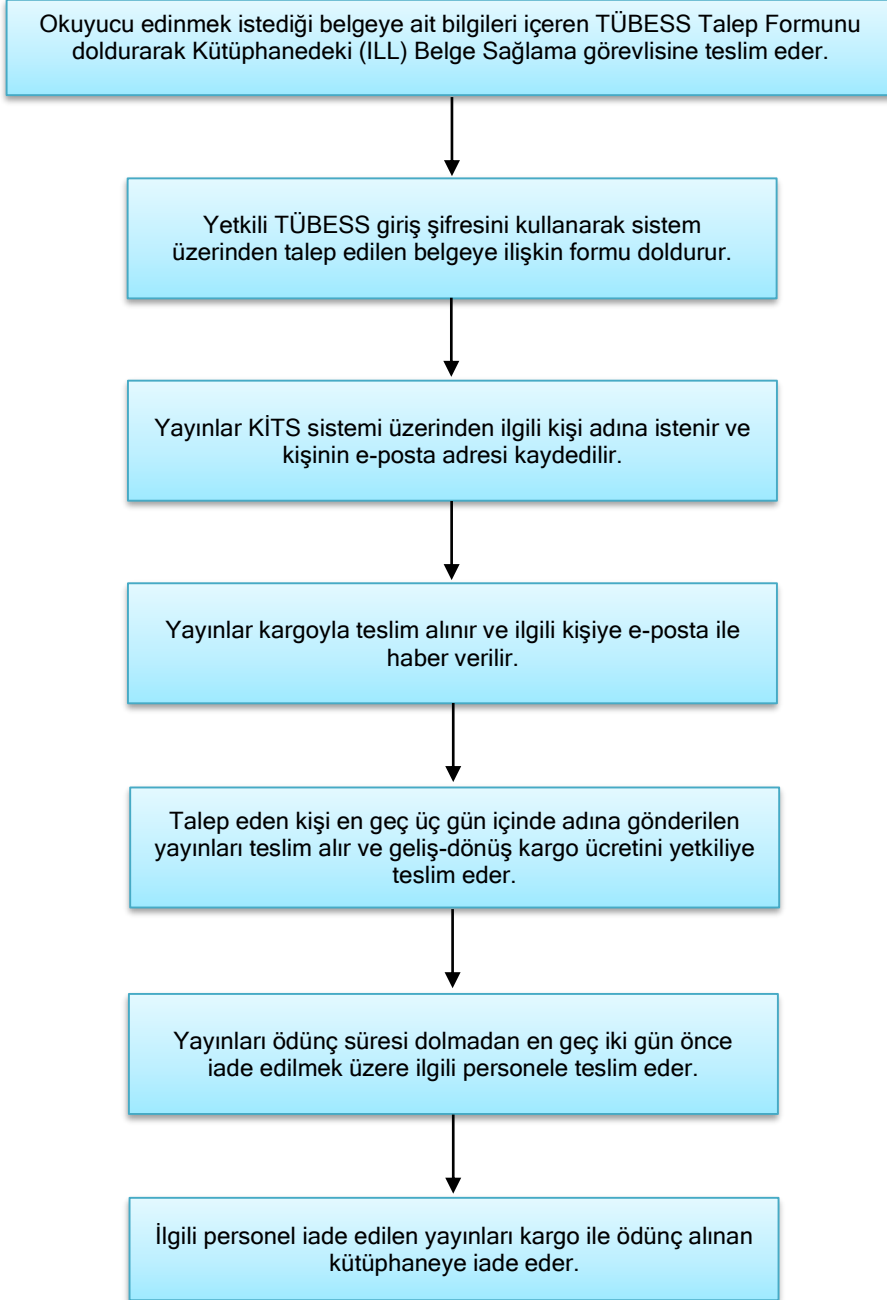 Okuyucu edinmek istediği belgeye ait bilgileri içeren TÜBESS Talep Formunu
doldurarak Kütüphanedeki (ILL) Belge Sağlama görevlisine teslim eder.
Yetkili TÜBESS giriş şifresini kullanarak sistem
üzerinden talep edilen belgeye ilişkin formu doldurur.
Yayınlar KİTS sistemi üzerinden ilgili kişi adına istenir ve
kişinin e-posta adresi kaydedilir.
Yayınlar kargoyla teslim alınır ve ilgili kişiye e-posta ile
haber verilir.
Talep eden kişi en geç üç gün içinde adına gönderilen
yayınları teslim alır ve geliş-dönüş kargo ücretini yetkiliye
teslim eder.
Yayınları ödünç süresi dolmadan en geç iki gün önce
iade edilmek üzere ilgili personele teslim eder.
İlgili personel iade edilen yayınları kargo ile ödünç alınan
kütüphaneye iade eder.